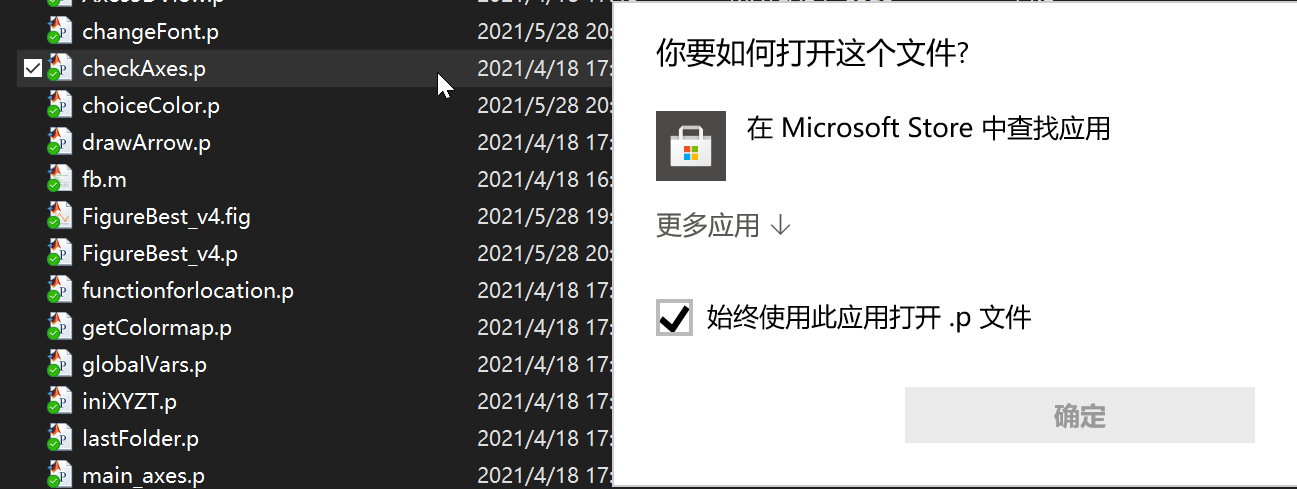 changeFont.p 2021/5/28 20:
checkAxes.p 2021/4/18 17:
choiceColor.p 2021/5/28 20:
drawArrow.p 2021/4/18 17:
fb.m 2021/4/18 16:
FigureBest_v4.fig 2021/5/28 19:
FigureBest_v4.p 2021/5/28 20:
functionforlocation.p 2021/4/18 17:
getColormap.p 2021/4/18 17:
globalVars.p 2021/4/18 17:
iniXYZT.p 2021/4/18 17:
lastFolder.p 2021/4/18 17:
main_axes.p 2021/4/18 17:
你要如何打开这个文件?
在 Microsoft Store 中查找应用
更多应用 ↓
始终使用此应用打开 .p 文件
确定